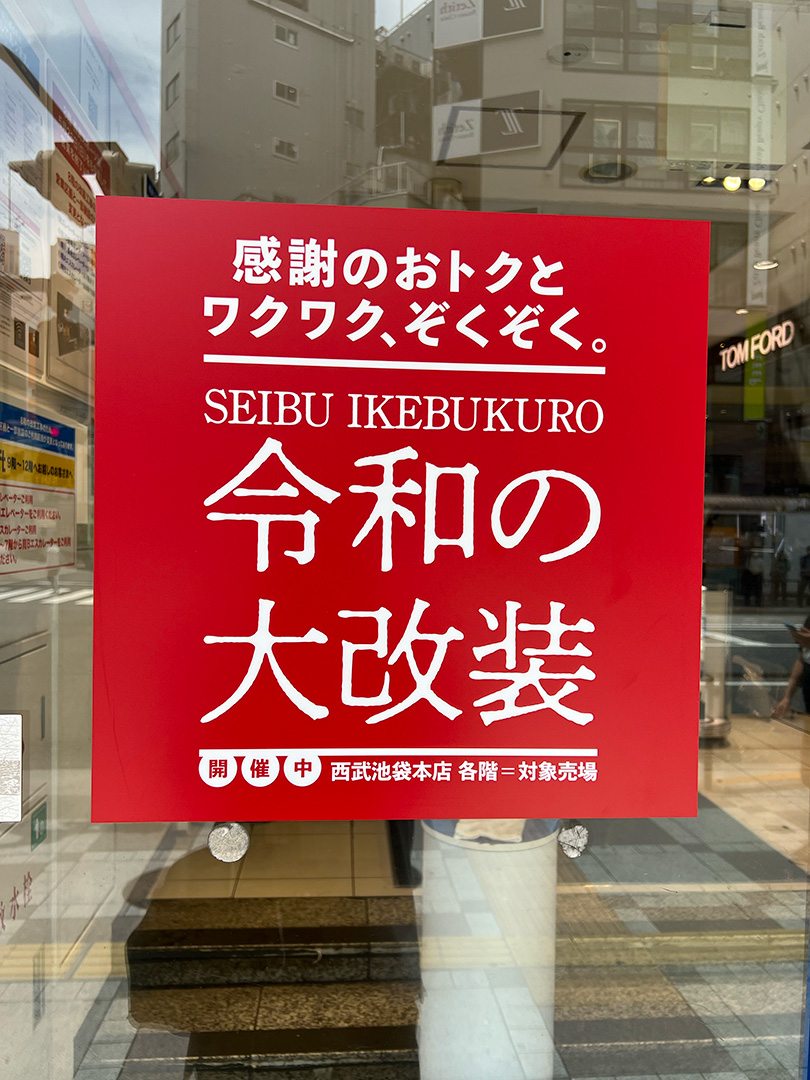 感謝のおトクと
ワクワク、ぞくぞく。
SEIBU IKEBUKURO
令和の
大改装
開催中 西武池袋本店 各階=対象売場
TOM FORD
Zetith
Zetith